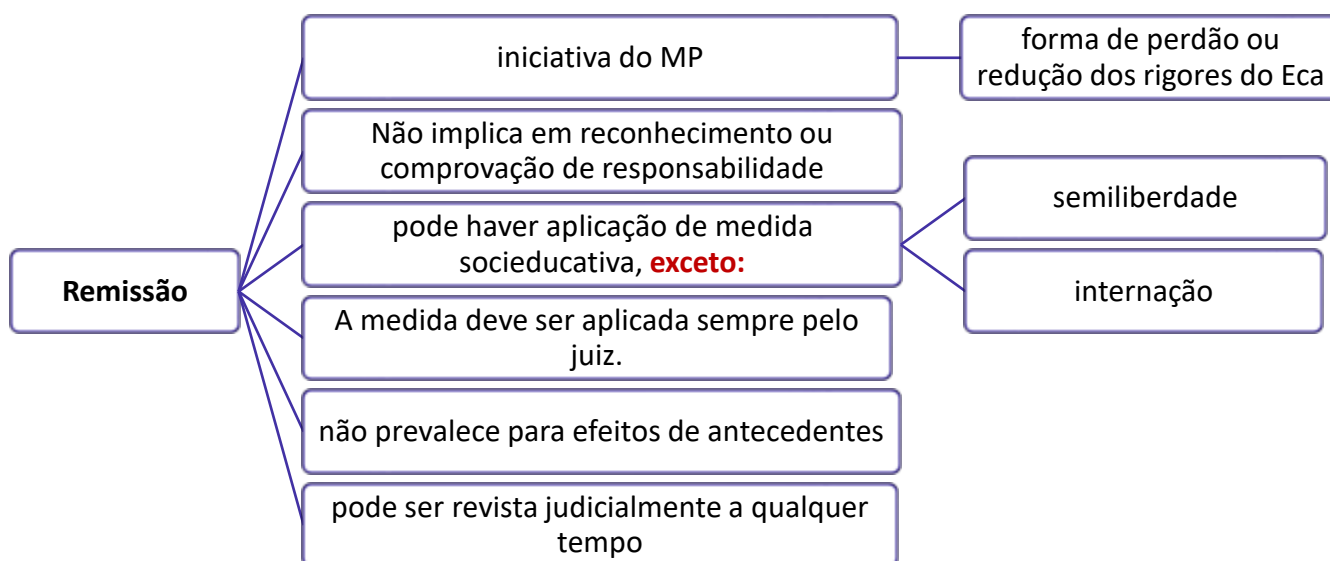 iniciativa do MP
forma de perdão ou
redução dos rigores do Eca
Não implica em reconhecimento ou
comprovação de responsabilidade
pode haver aplicação de medida
socieducativa, exceto:
semiliberdade
internação
Remissão
A medida deve ser aplicada sempre pelo
juiz.
não prevalece para efeitos de antecedentes
pode ser revista judicialmente a qualquer
tempo